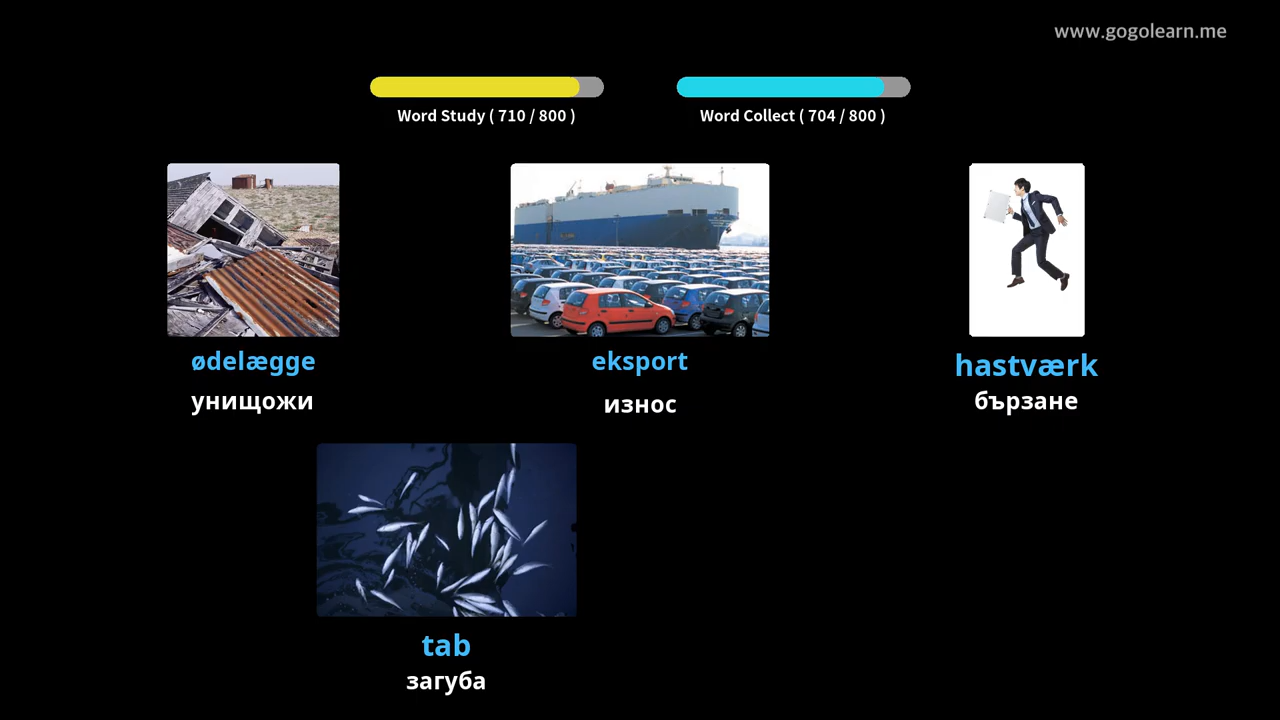 www.gogolearn.me
Word Study ( 710 / 800 )
Word Collect ( 704 / 800 )
ødelægge
унищожи
eksport
износ
hastværk
бързане
tab
загуба